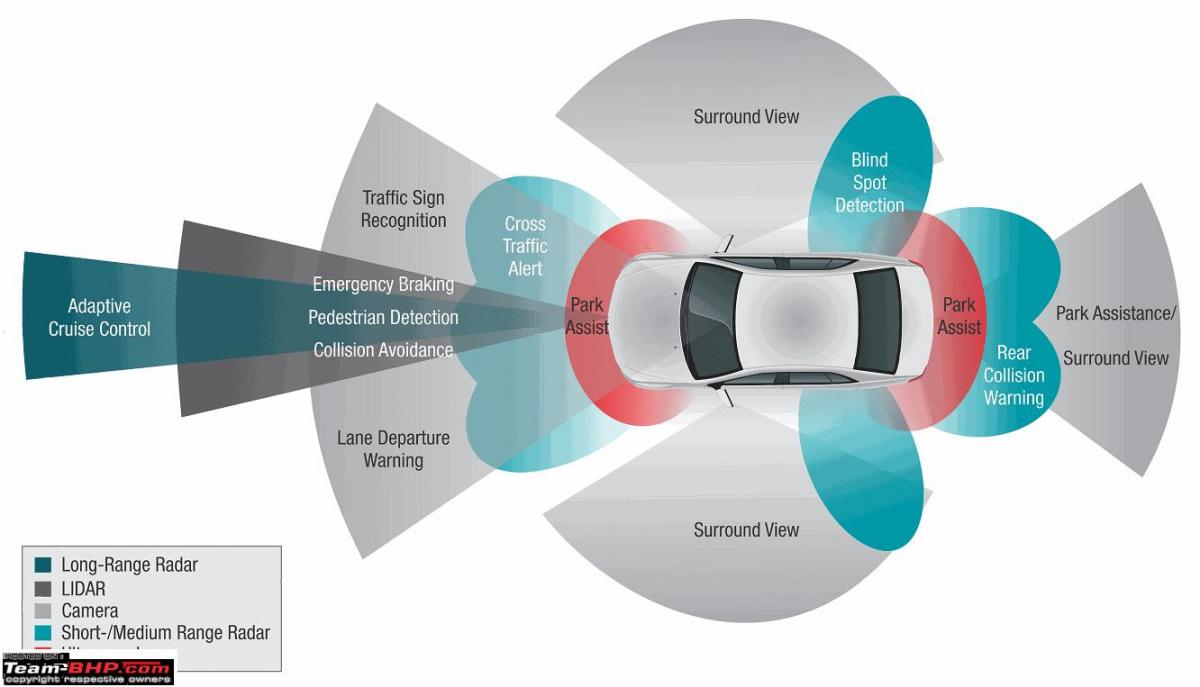 Surround View
Blind
Spot
Detection
Traffic Sign
Recognition
Cross
Traffic
Alert
Emergency Braking
Adaptive
Cruise Control
Pedestrian Detection
Collision Avoidance
Park
Assist
Park
Assist
Park Assistance/
Surround View
Rear
Collision
Warning
Lane Departure
Warning
Surround View
Long-Range Radar
LIDAR
Camera
Short-/Medium Range Radar
POSTED ON :
Team-BHP.com
copyright respective owners